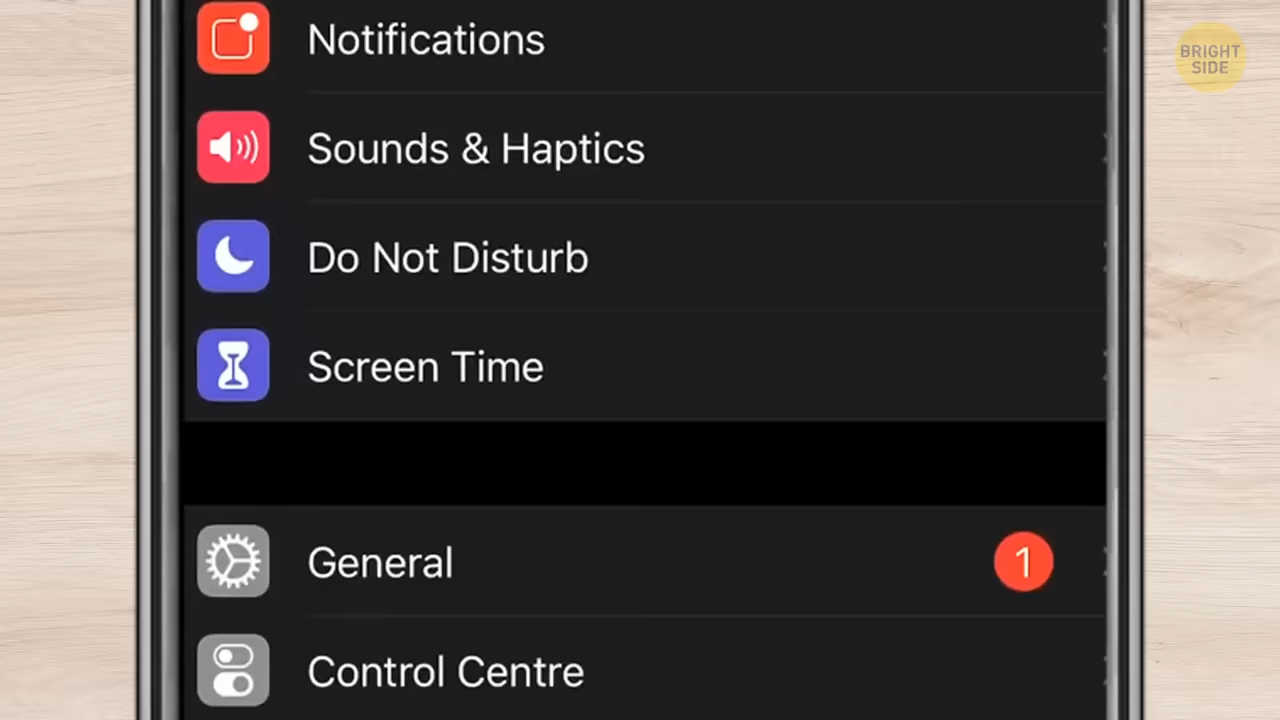 Notifications
BRIGHT
SIDE
Sounds & Haptics
Do Not Disturb
Screen Time
General
1
Control Centre